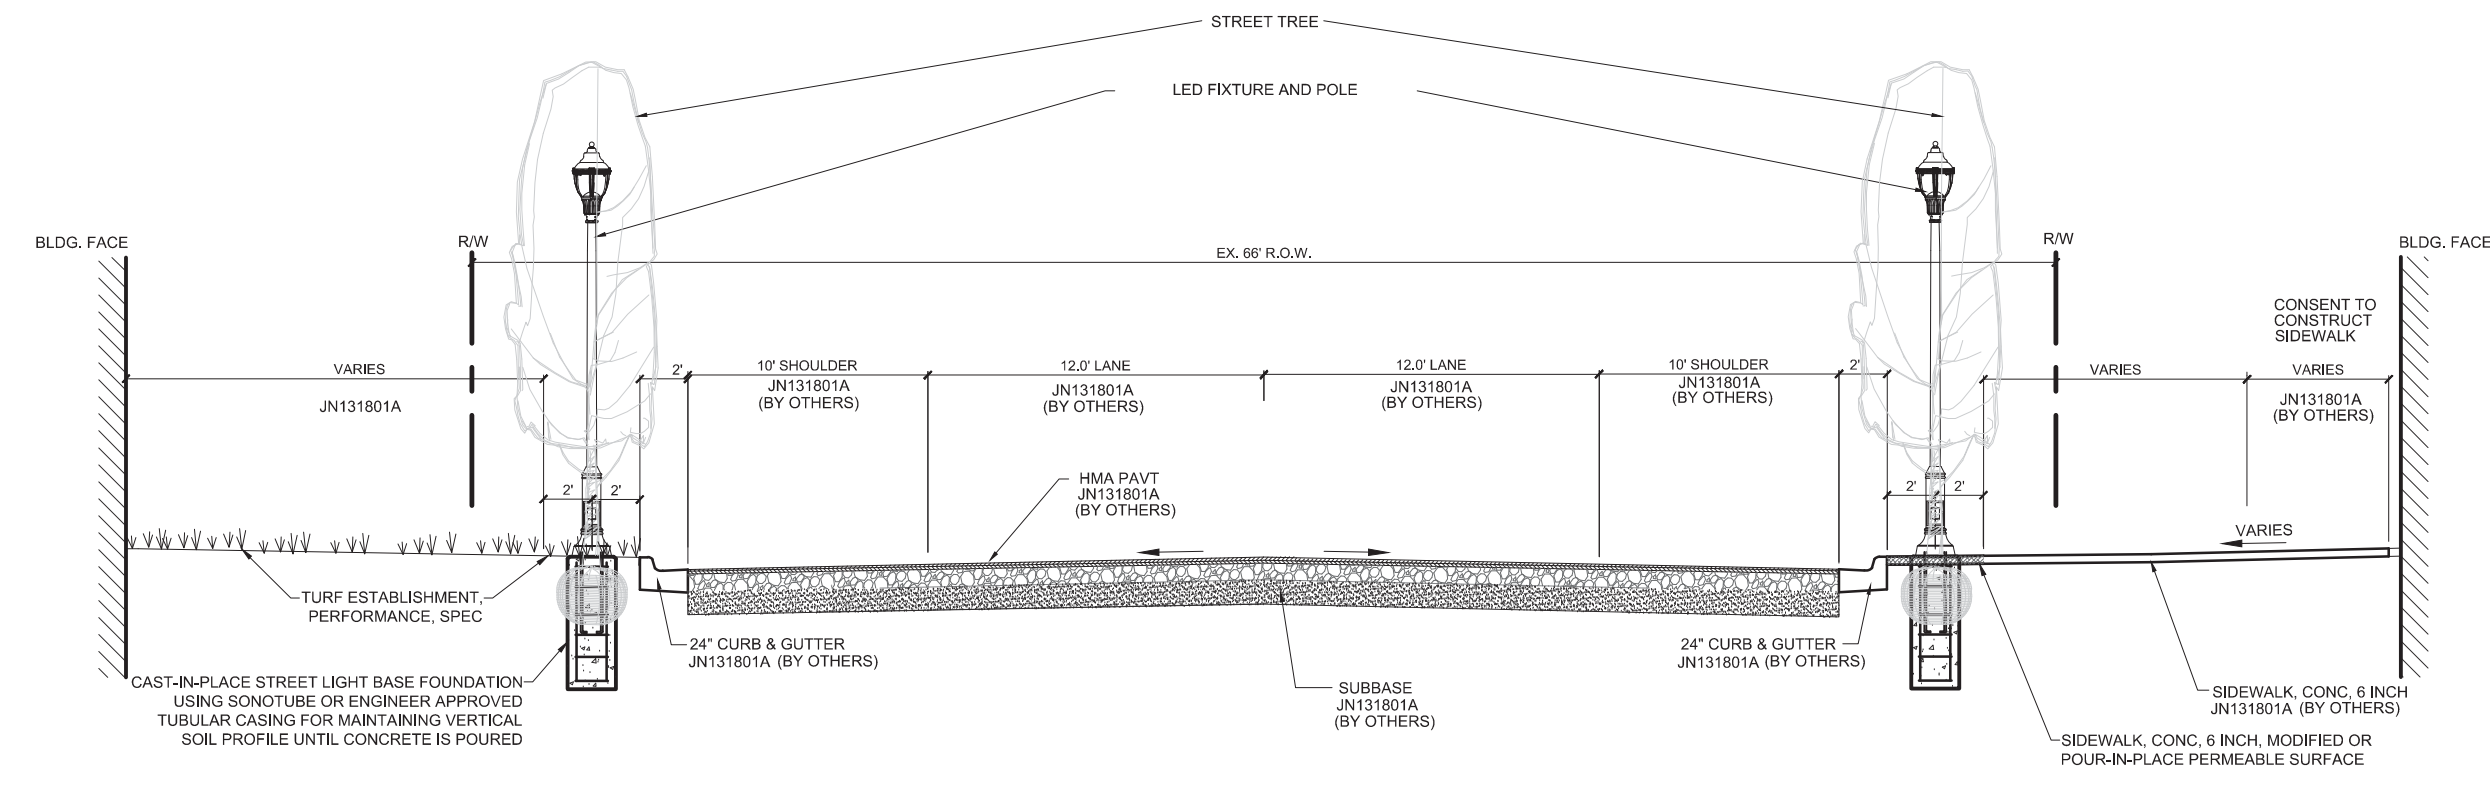 STREET TREE
LED FIXTURE AND POLE
BLDG. FACE
R/W
EX. 66' R.O.W.
R/W
BLDG. FACE
CONSENT TO
CONSTRUCT
SIDEWALK
VARIES
JN131801A
2'
10' SHOULDER
JN131801A
(BY OTHERS)
12.0' LANE
JN131801A
(BY OTHERS)
12.0' LANE
JN131801A
(BY OTHERS)
10' SHOULDER
JN131801A
(BY OTHERS)
2'
VARIES
VARIES
JN131801A
(BY OTHERS)
2'
2'
HMA PAVT
JN131801A
(BY OTHERS)
2'
2'
VARIES
TURF ESTABLISHMENT,
PERFORMANCE, SPEC
24" CURB & GUTTER
JN131801A (BY OTHERS)
24" CURB & GUTTER
JN131801A (BY OTHERS)
CAST-IN-PLACE STREET LIGHT BASE FOUNDATION
USING SONOTUBE OR ENGINEER APPROVED
TUBULAR CASING FOR MAINTAINING VERTICAL
SOIL PROFILE UNTIL CONCRETE IS POURED
SUBBASE
JN131801A
(BY OTHERS)
SIDEWALK, CONC, 6 INCH
JN131801A (BY OTHERS)
SIDEWALK, CONC, 6 INCH, MODIFIED OR
POUR-IN-PLACE PERMEABLE SURFACE